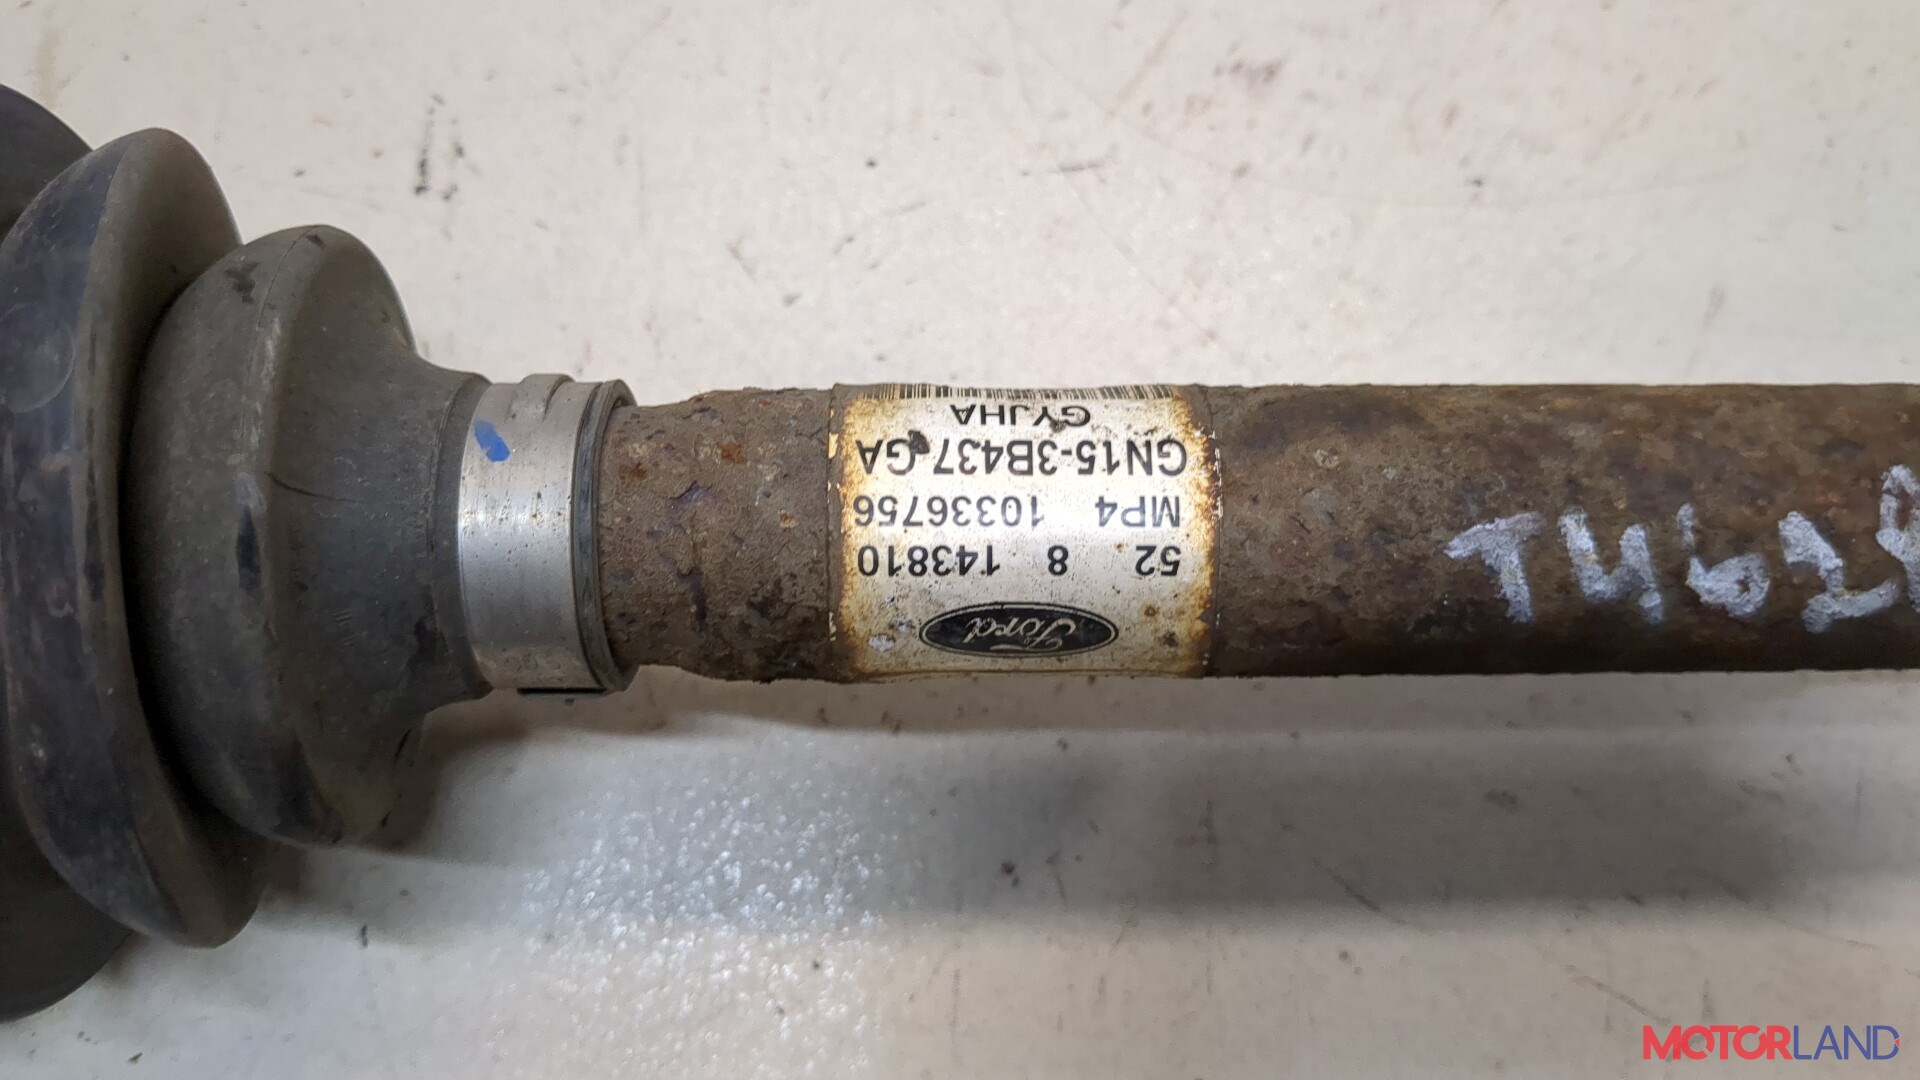 Ford
52 8 143810
MP4 10336756
GN15-3B437 GA
GYJHA
MOTORLAND